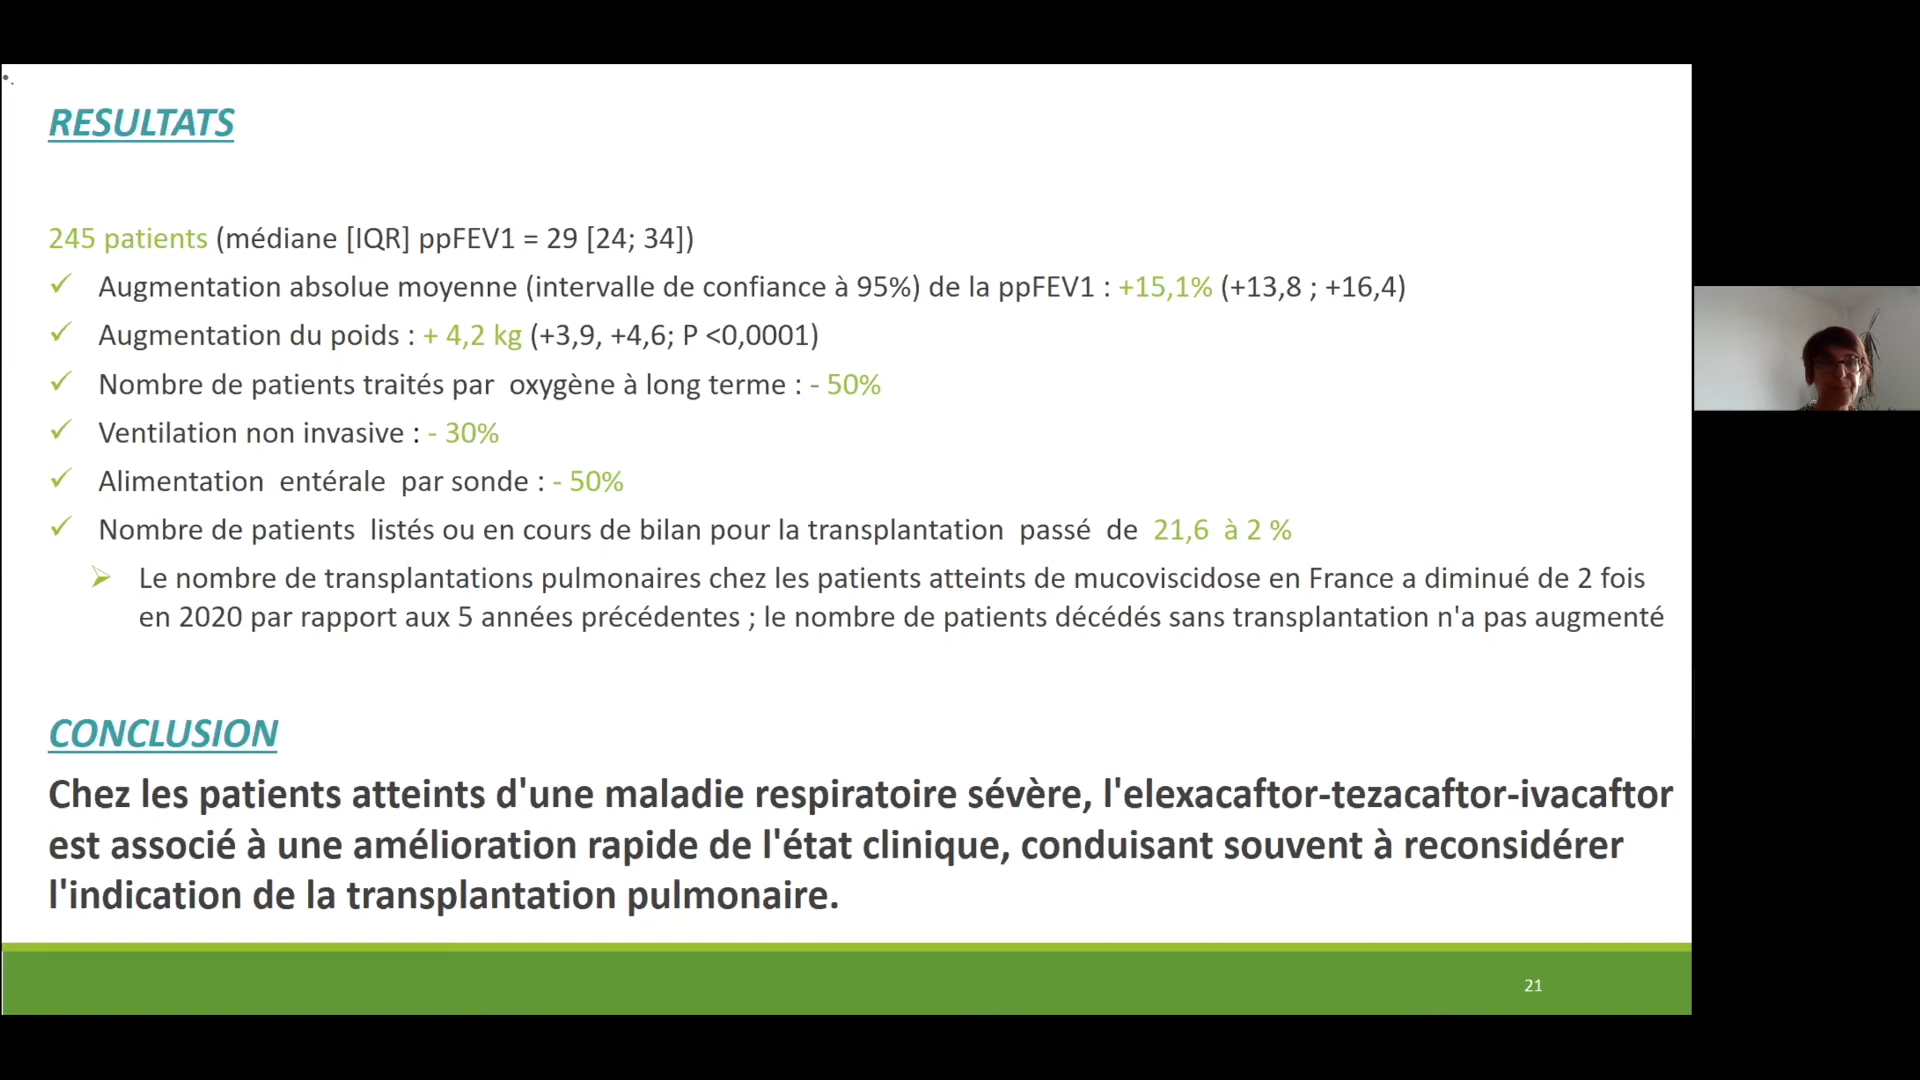 RESULTATS
245 patients (médiane [IQR] ppFEV1 = 29 [24; 34])
Augmentation absolue moyenne (intervalle de confiance à 95%) de la ppFEV1 : +15,1% (+13,8 ; +16,4)
Augmentation du poids : + 4,2 kg (+3,9, +4,6; P <0,0001)
Nombre de patients traités par oxygène à long terme : - 50%
Ventilation non invasive : - 30%
Alimentation entérale par sonde : - 50%
Nombre de patients listés ou en cours de bilan pour la transplantation passé de 21,6 à 2 %
Le nombre de transplantations pulmonaires chez les patients atteints de mucoviscidose en France a diminué de 2 fois
en 2020 par rapport aux 5 années précédentes ; le nombre de patients décédés sans transplantation n'a pas augmenté
CONCLUSION
Chez les patients atteints d'une maladie respiratoire sévère, l'elexacaftor-tezacaftor-ivacaftor
est associé à une amélioration rapide de l'état clinique, conduisant souvent à reconsidérer
l'indication de la transplantation pulmonaire.
21